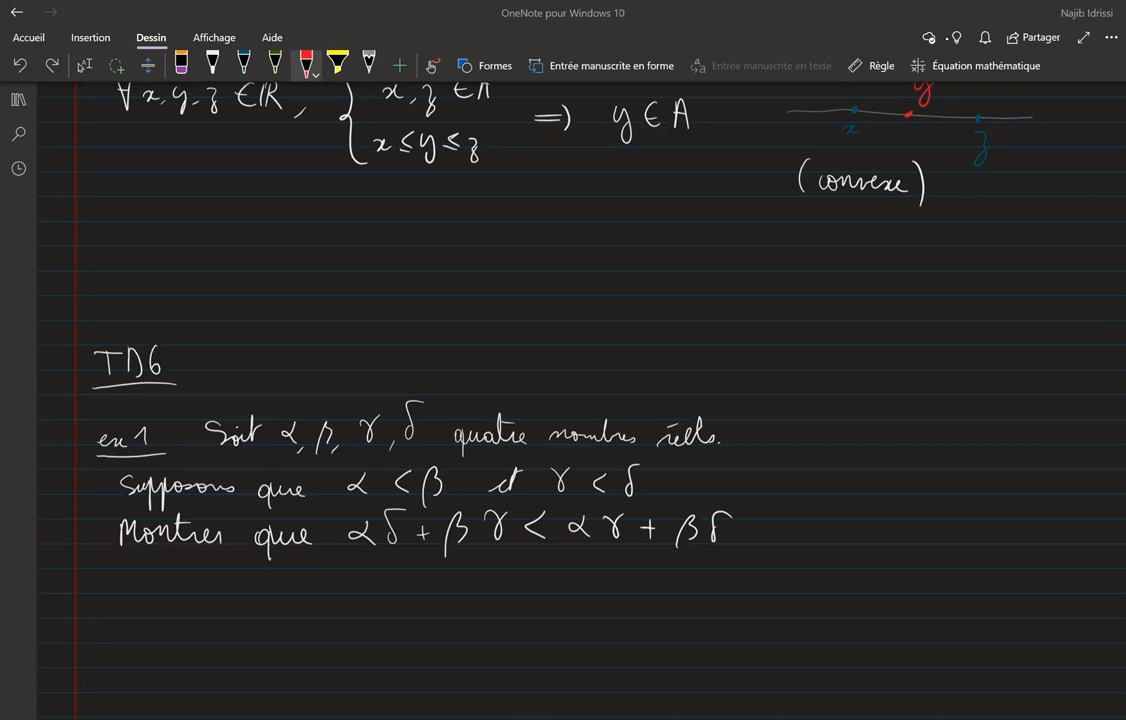 OneNote pour Windows 10
Najib Idrissi
Accueil Insertion Dessin Affichage Aide
Partager
Formes Entrée manuscrite en forme Entrée manuscrite en texte Règle Équation mathématique
∀ x, y, z ∈ ℝ, { x, z ∈ A
x ≤ y ≤ z
⟹ y ∈ A
y
x
z
(convexe)
TD6
ex 1 Soit α, β, γ, δ quatre nombres réels.
Supposons que α < β et γ < δ
Montrer que αδ + βγ < αγ + βδ